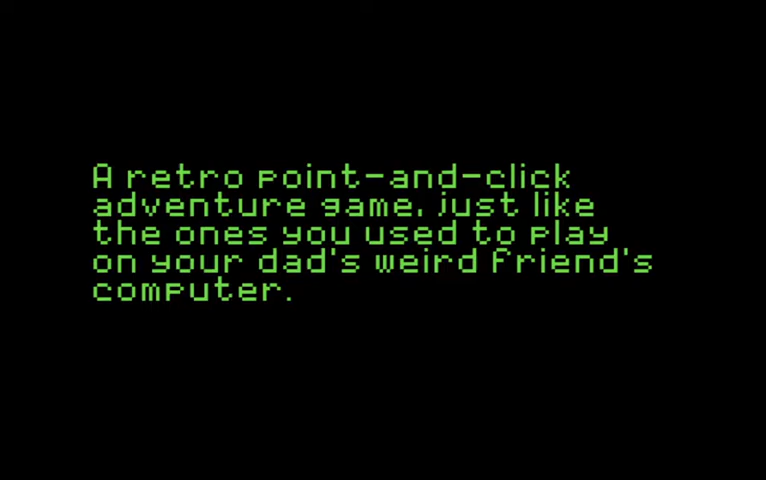 A retro point-and-click
adventure game, just like
the ones you used to play
on your dad's weird friend's
computer.